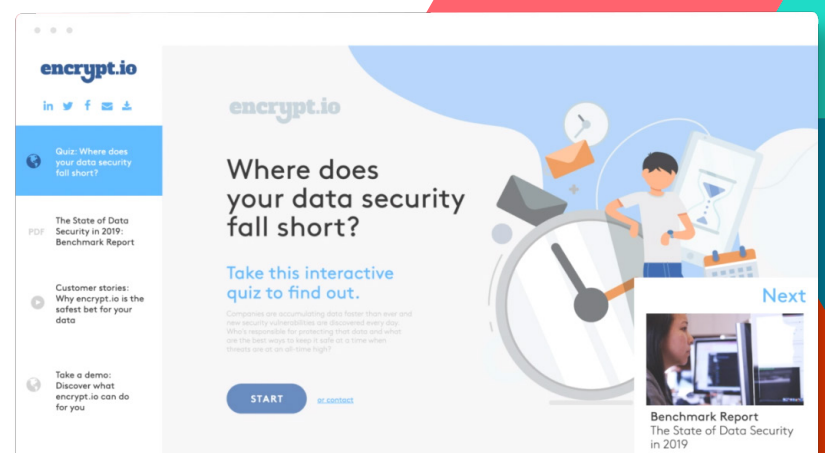 encrypt.io
Quiz: Where does
your data security
fall short?
PDF
The State of Data
Security in 2019:
Benchmark Report
Customer stories:
Why encrypt.io is the
safest bet for your
data
Take a demo:
Discover what
encrypt.io can do
for you
encrypt.io
Where does
your data security
fall short?
Take this interactive
quiz to find out.
Companies are accumulating data faster than ever and
new security vulnerabilities are discovered every day.
Who's responsible for protecting that data and what
are the best ways to keep it safe at a time when
threats are at an all-time high?
START
or contact
Next
Benchmark Report
The State of Data Security
in 2019